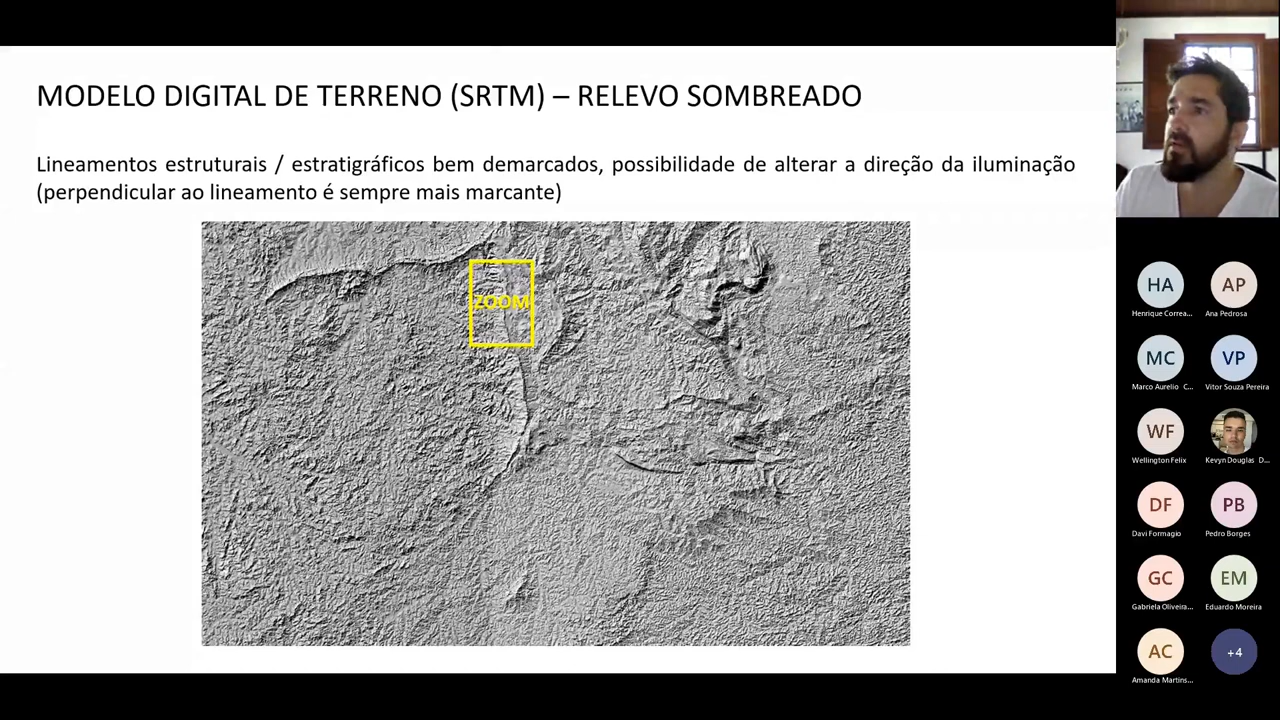 MODELO DIGITAL DE TERRENO (SRTM) – RELEVO SOMBREADO
Lineamentos estruturais / estratigráficos bem demarcados, possibilidade de alterar a direção da iluminação
(perpendicular ao lineamento é sempre mais marcante)
ZOOM
HA
AP
Henrique Correa...
Ana Pedrosa
MC
VP
Marco Aurelio C...
Vitor Souza Pereira
WF
Wellington Felix
Kevyn Douglas D...
DF
PB
Davi Formagio
Pedro Borges
GC
EM
Gabriela Oliveira...
Eduardo Moreira
AC
+4
Amanda Martins...